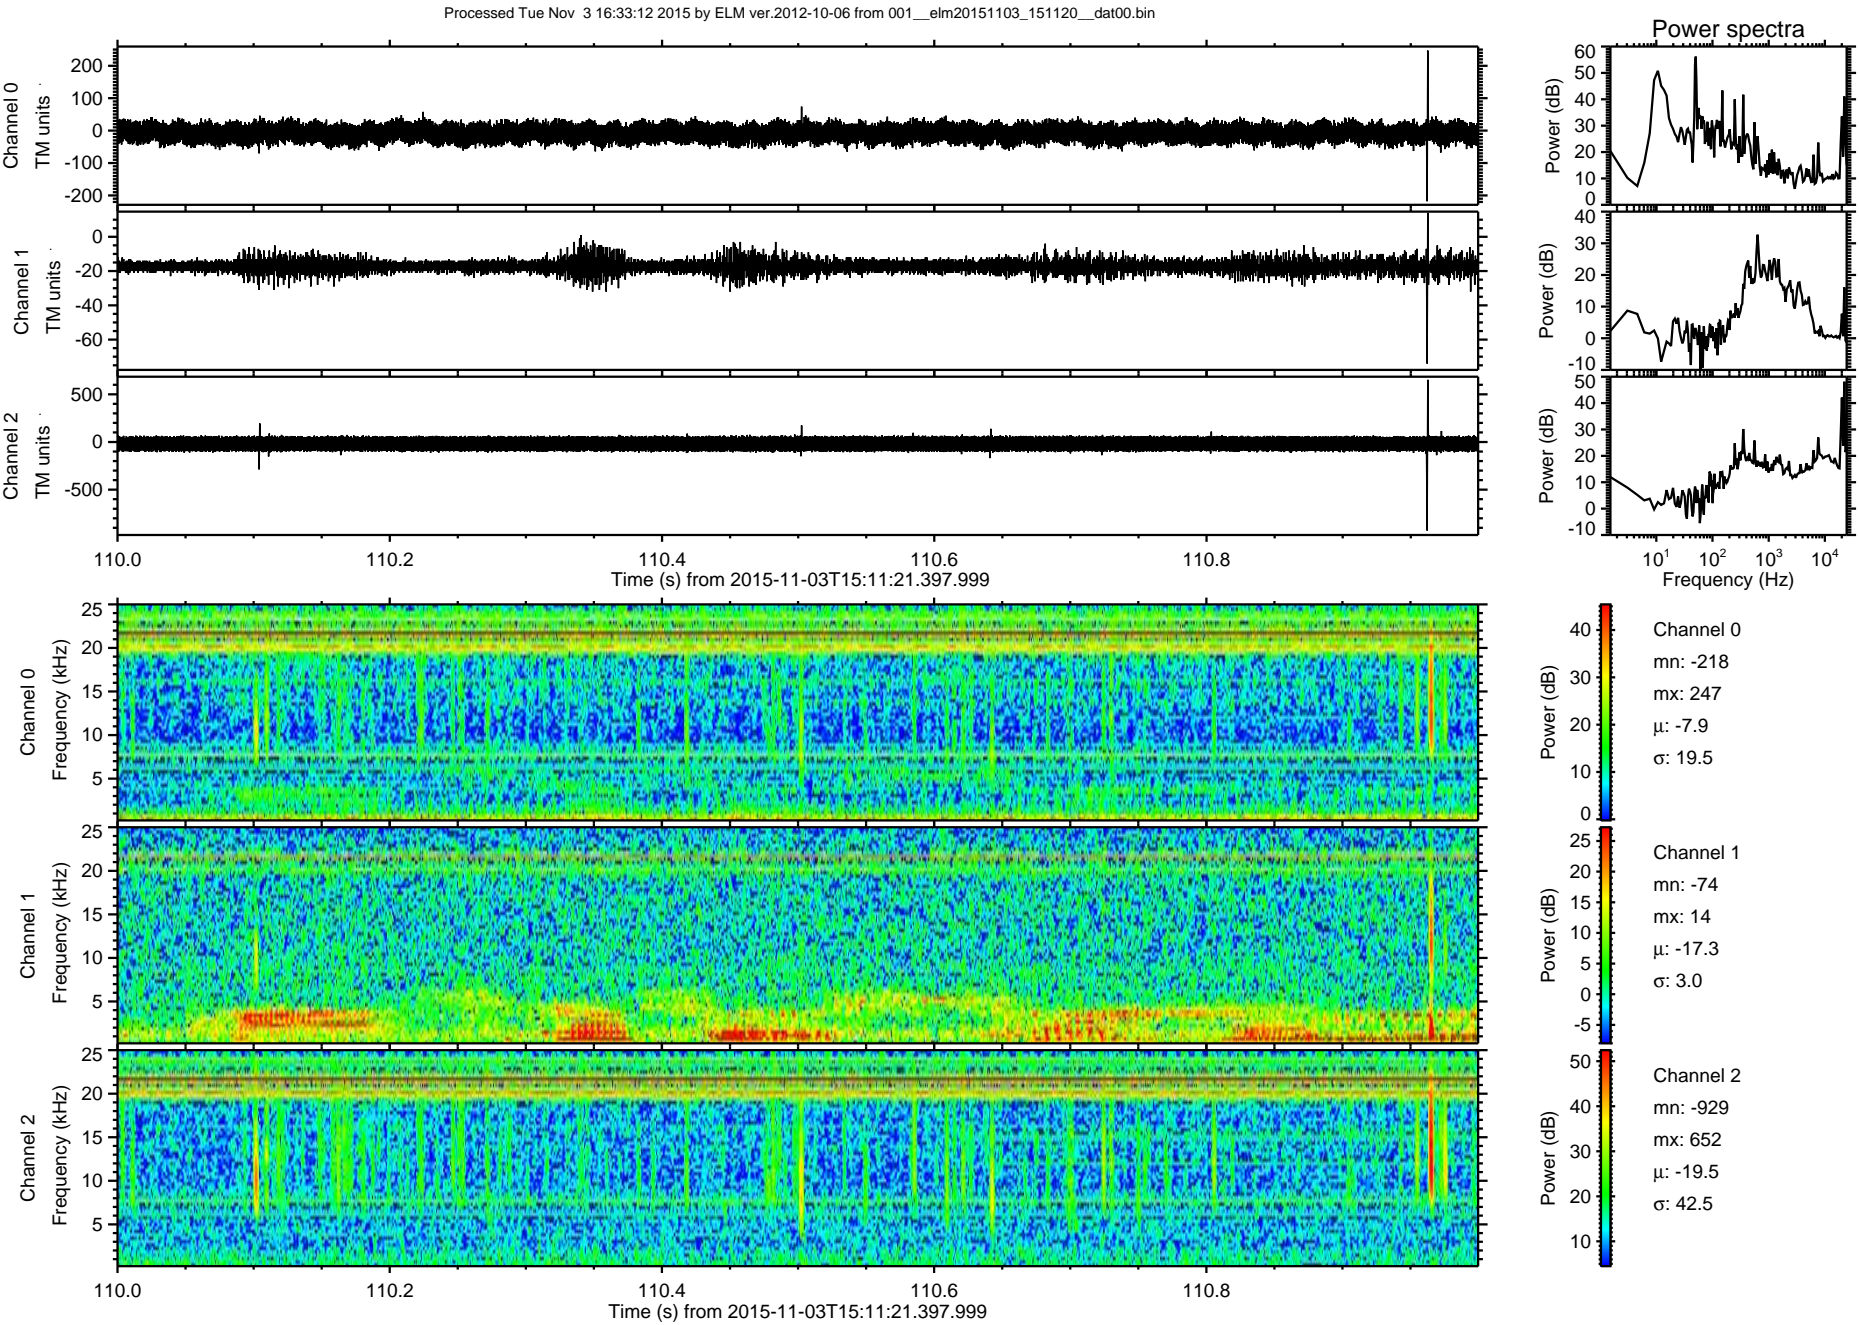 Processed Tue Nov  3 16:33:12 2015 by ELM ver.2012-10-06 from 001__elm20151103_151120__dat00.bin
Power spectra
Channel 0
TM units
200
100
0
-100
-200
Power (dB)
60
50
40
30
20
10
0
Channel 1
TM units
0
-20
-40
-60
Power (dB)
40
30
20
10
0
-10
Channel 2
TM units
500
0
-500
Power (dB)
50
40
30
20
10
0
-10
110.0 110.2 110.4 110.6 110.8
Time (s) from 2015-11-03T15:11:21.397.999
10¹ 10² 10³ 10⁴
Frequency (Hz)
Channel 0
Frequency (kHz)
25
20
15
10
5
Power (dB)
40
30
20
10
0
Channel 0
mn: -218
mx: 247
μ: -7.9
σ: 19.5
Channel 1
Frequency (kHz)
25
20
15
10
5
Power (dB)
25
20
15
10
5
0
-5
Channel 1
mn: -74
mx: 14
μ: -17.3
σ: 3.0
Channel 2
Frequency (kHz)
25
20
15
10
5
Power (dB)
50
40
30
20
10
Channel 2
mn: -929
mx: 652
μ: -19.5
σ: 42.5
110.0 110.2 110.4 110.6 110.8
Time (s) from 2015-11-03T15:11:21.397.999